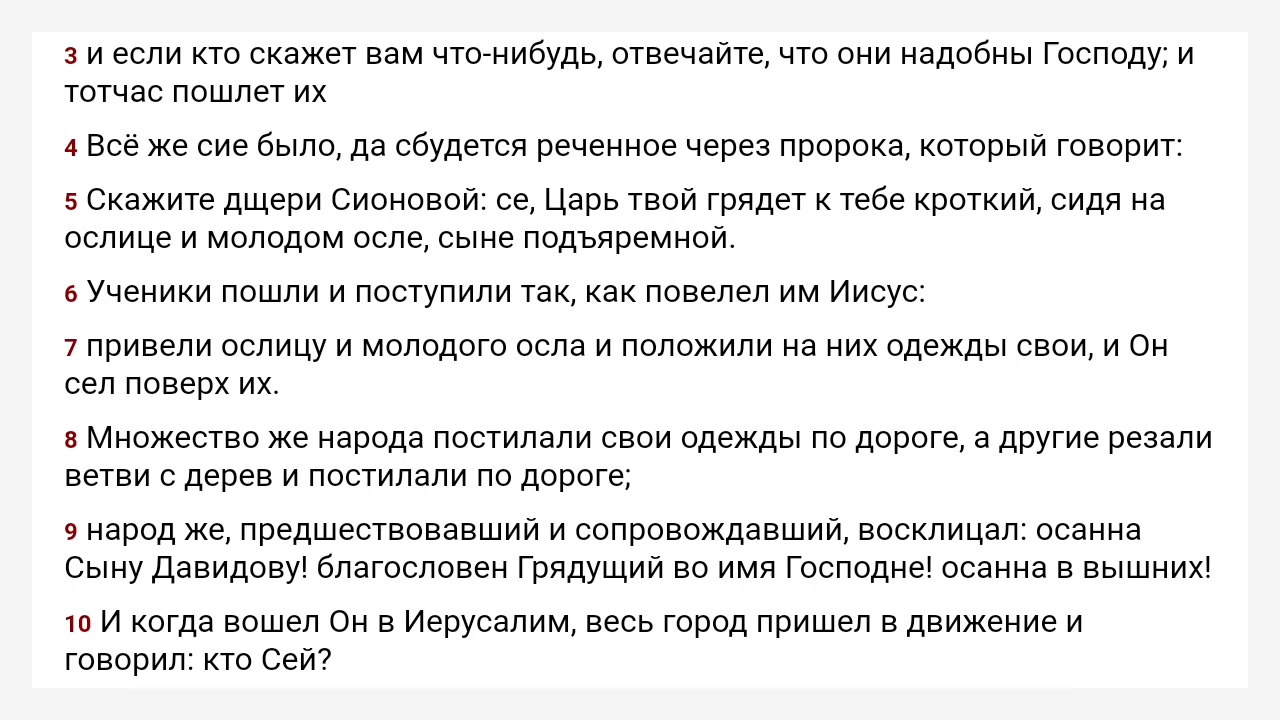 3 и если кто скажет вам что-нибудь, отвечайте, что они надобны Господу; и
тотчас пошлет их
4 Всё же сие было, да сбудется реченное через пророка, который говорит:
5 Скажите дщери Сионовой: се, Царь твой грядет к тебе кроткий, сидя на
ослице и молодом осле, сыне подъяремной.
6 Ученики пошли и поступили так, как повелел им Иисус:
7 привели ослицу и молодого осла и положили на них одежды свои, и Он
сел поверх их.
8 Множество же народа постилали свои одежды по дороге, а другие резали
ветви с дерев и постилали по дороге;
9 народ же, предшествовавший и сопровождавший, восклицал: осанна
Сыну Давидову! благословен Грядущий во имя Господне! осанна в вышних!
10 И когда вошел Он в Иерусалим, весь город пришел в движение и
говорил: кто Сей?